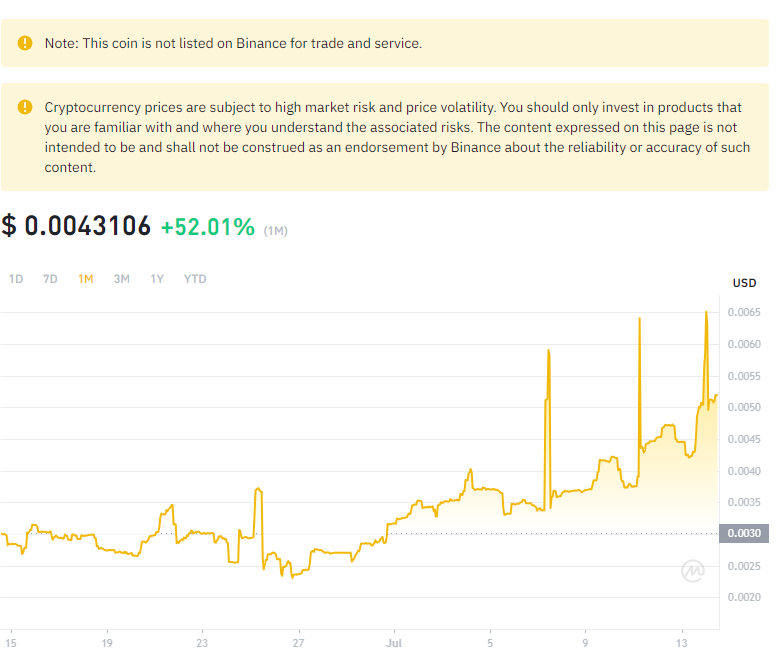 Note: This coin is not listed on Binance for trade and service.
Cryptocurrency prices are subject to high market risk and price volatility. You should only invest in products that
you are familiar with and where you understand the associated risks. The content expressed on this page is not
intended to be and shall not be construed as an endorsement by Binance about the reliability or accuracy of such
content.
$ 0.0043106 +52.01% (1M)
1D 7D 1M 3M 1Y YTD
USD
0.0065
0.0060
0.0055
0.0050
0.0045
0.0040
0.0035
0.0030
0.0025
0.0020
15 19 23 27 Jul 5 9 13